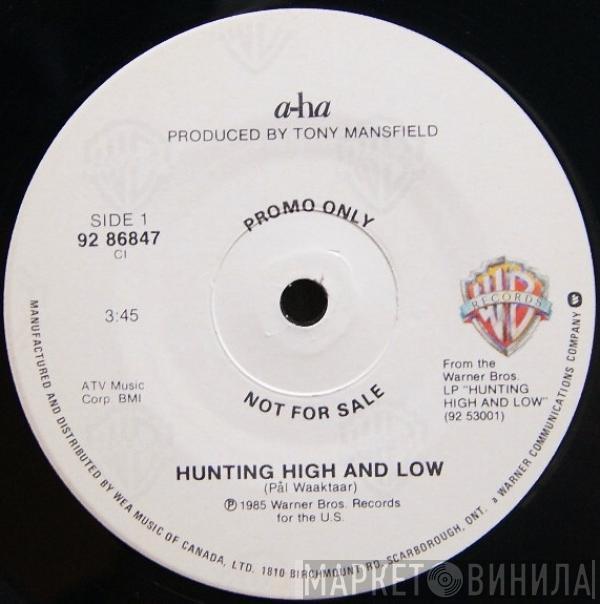 a-ha
PRODUCED BY TONY MANSFIELD
PROMO ONLY
SIDE 1
92 86847
CI
3:45
ATV Music
Corp. BMI
WB
RECORDS
From the
Warner Bros.
LP "HUNTING
HIGH AND LOW"
(92 53001)
NOT FOR SALE
HUNTING HIGH AND LOW
(Pål Waaktaar)
Ⓟ 1985 Warner Bros. Records
for the U.S.
MANUFACTURED AND DISTRIBUTED BY WEA MUSIC OF CANADA, LTD. 1810 BIRCHMOUNT RD. SCARBOROUGH, ONT. a WARNER COMMUNICATIONS COMPANY
МАРКЕТ ВИНИЛА